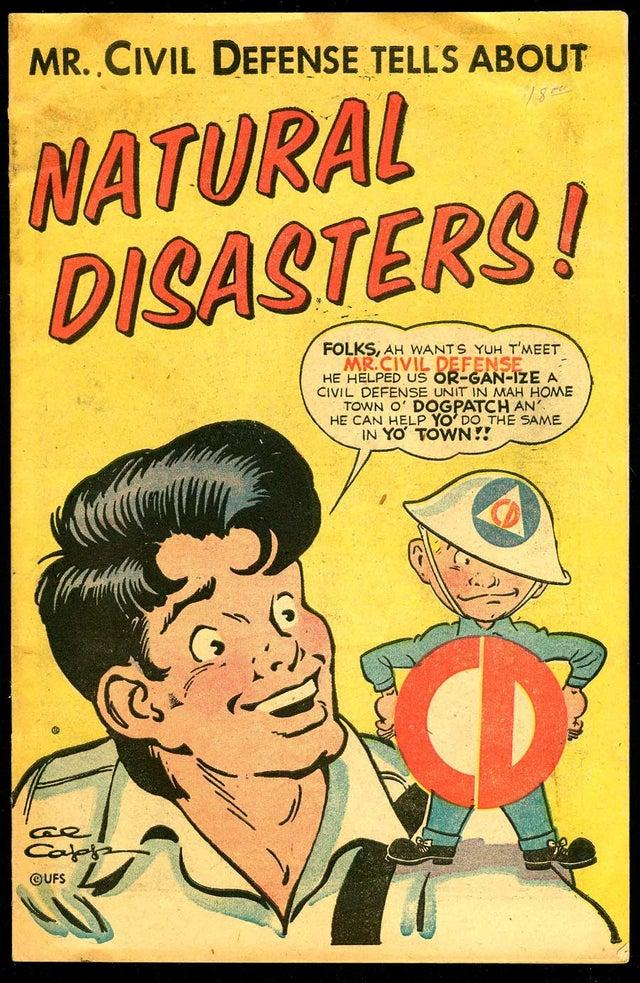 MR. CIVIL DEFENSE TELLS ABOUT
NATURAL
DISASTERS!
FOLKS, AH WANTS YUH T'MEET
MR. CIVIL DEFENSE
HE HELPED US OR-GAN-IZE A
CIVIL DEFENSE UNIT IN MAH HOME
TOWN O' DOGPATCH AN'
HE CAN HELP YO' DO THE SAME
IN YO' TOWN!!
CD
CD
Al
Capp
©UFS